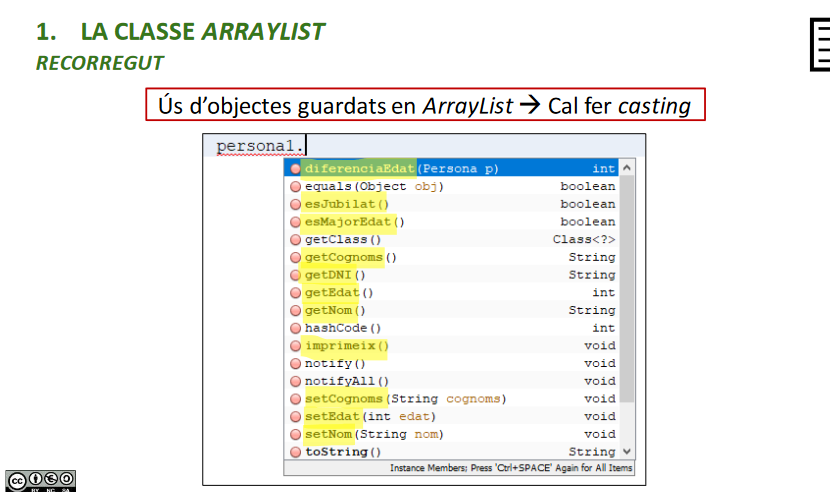 1. LA CLASSE ARRAYLIST
RECORREGUT
Ús d'objectes guardats en ArrayList → Cal fer casting
persona1.
diferenciaEdat(Persona p) int
equals(Object obj) boolean
esJubilat() boolean
esMajorEdat() boolean
getClass() Class<?>
getCognoms() String
getDNI() String
getEdat() int
getNom() String
hashCode() int
imprimeix() void
notify() void
notifyAll() void
setCognoms(String cognoms) void
setEdat(int edat) void
setNom(String nom) void
toString() String
Instance Members; Press 'Ctrl+SPACE' Again for All Items
cc
BY NC SA